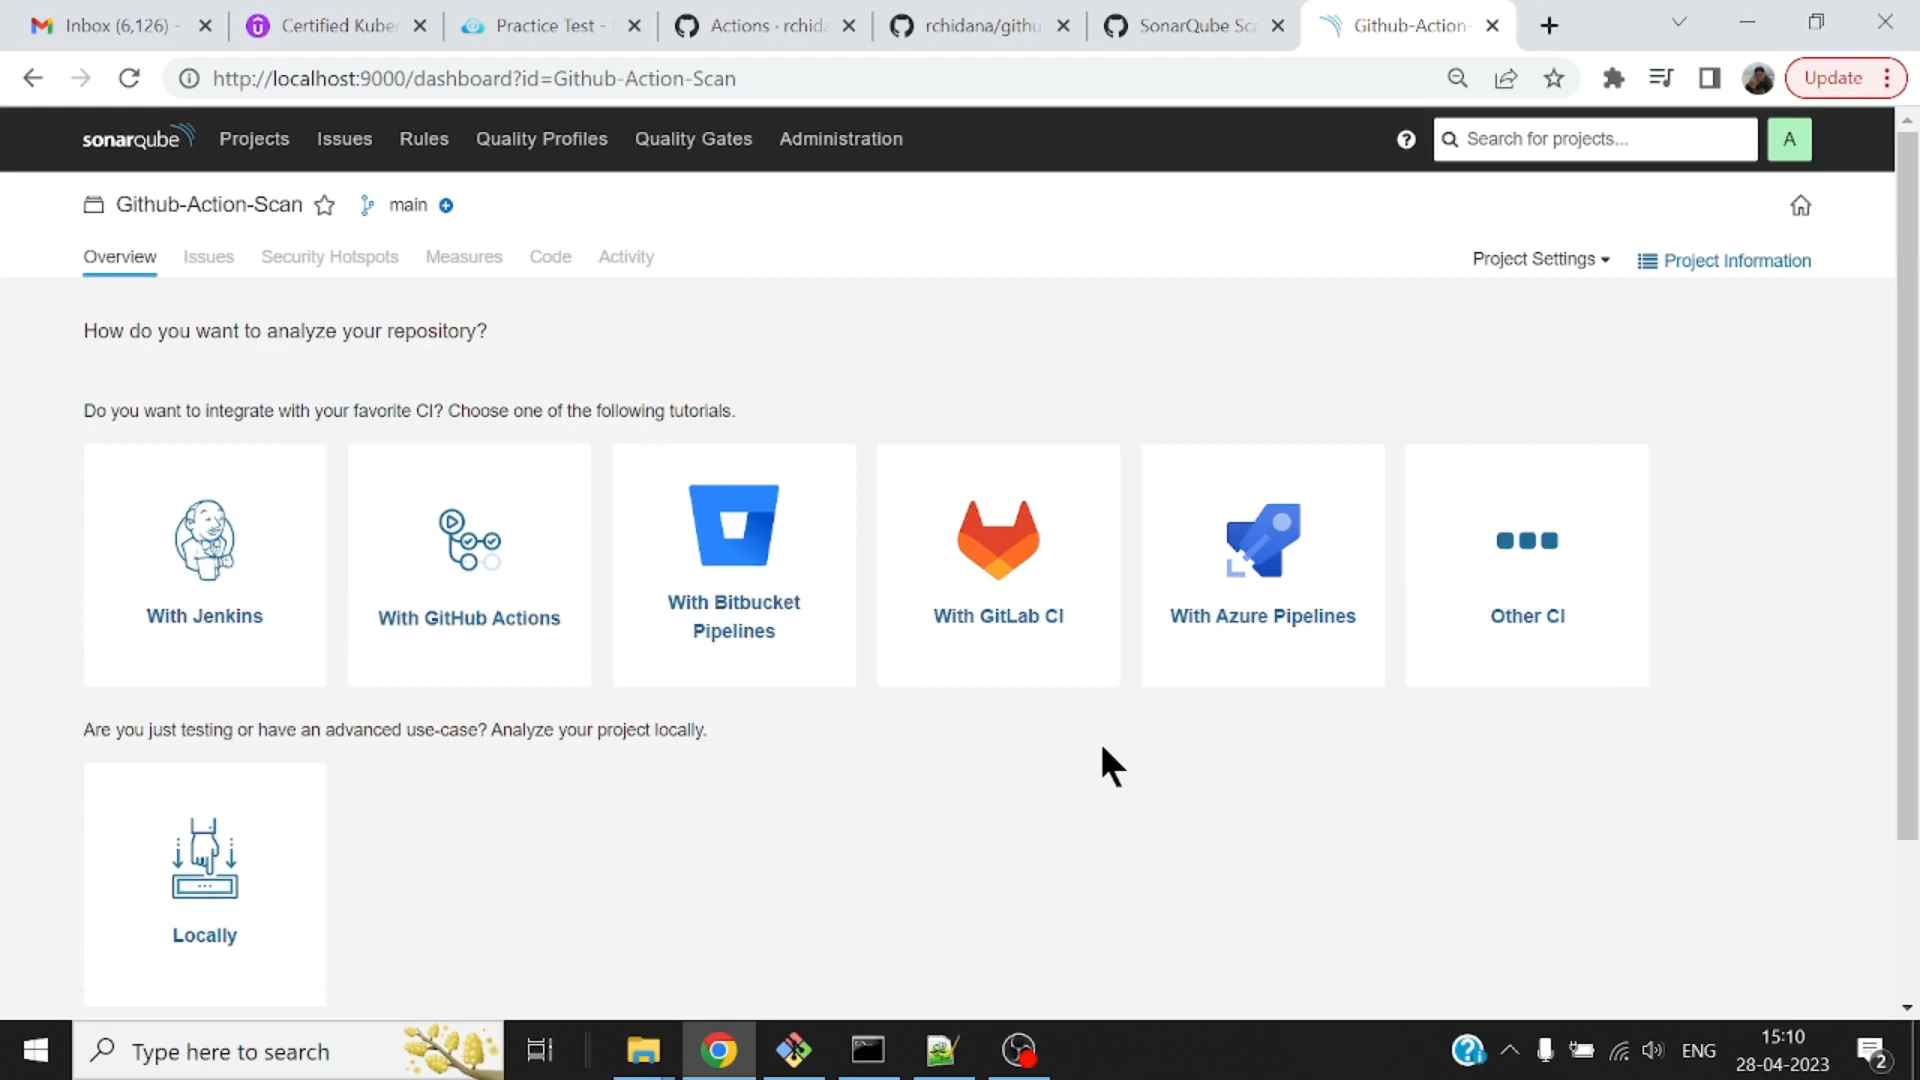 Inbox (6,126) -
Certified Kube
Practice Test -
Actions · rchida
rchidana/githu
SonarQube Sc
Github-Action-
http://localhost:9000/dashboard?id=Github-Action-Scan
Update
sonarqube
Projects
Issues
Rules
Quality Profiles
Quality Gates
Administration
?
Search for projects...
A
Github-Action-Scan
main
Overview
Issues
Security Hotspots
Measures
Code
Activity
Project Settings
Project Information
How do you want to analyze your repository?
Do you want to integrate with your favorite CI? Choose one of the following tutorials.
With Jenkins
With GitHub Actions
With Bitbucket
Pipelines
With GitLab CI
With Azure Pipelines
Other CI
Are you just testing or have an advanced use-case? Analyze your project locally.
Locally
Type here to search
ENG
15:10
28-04-2023
2